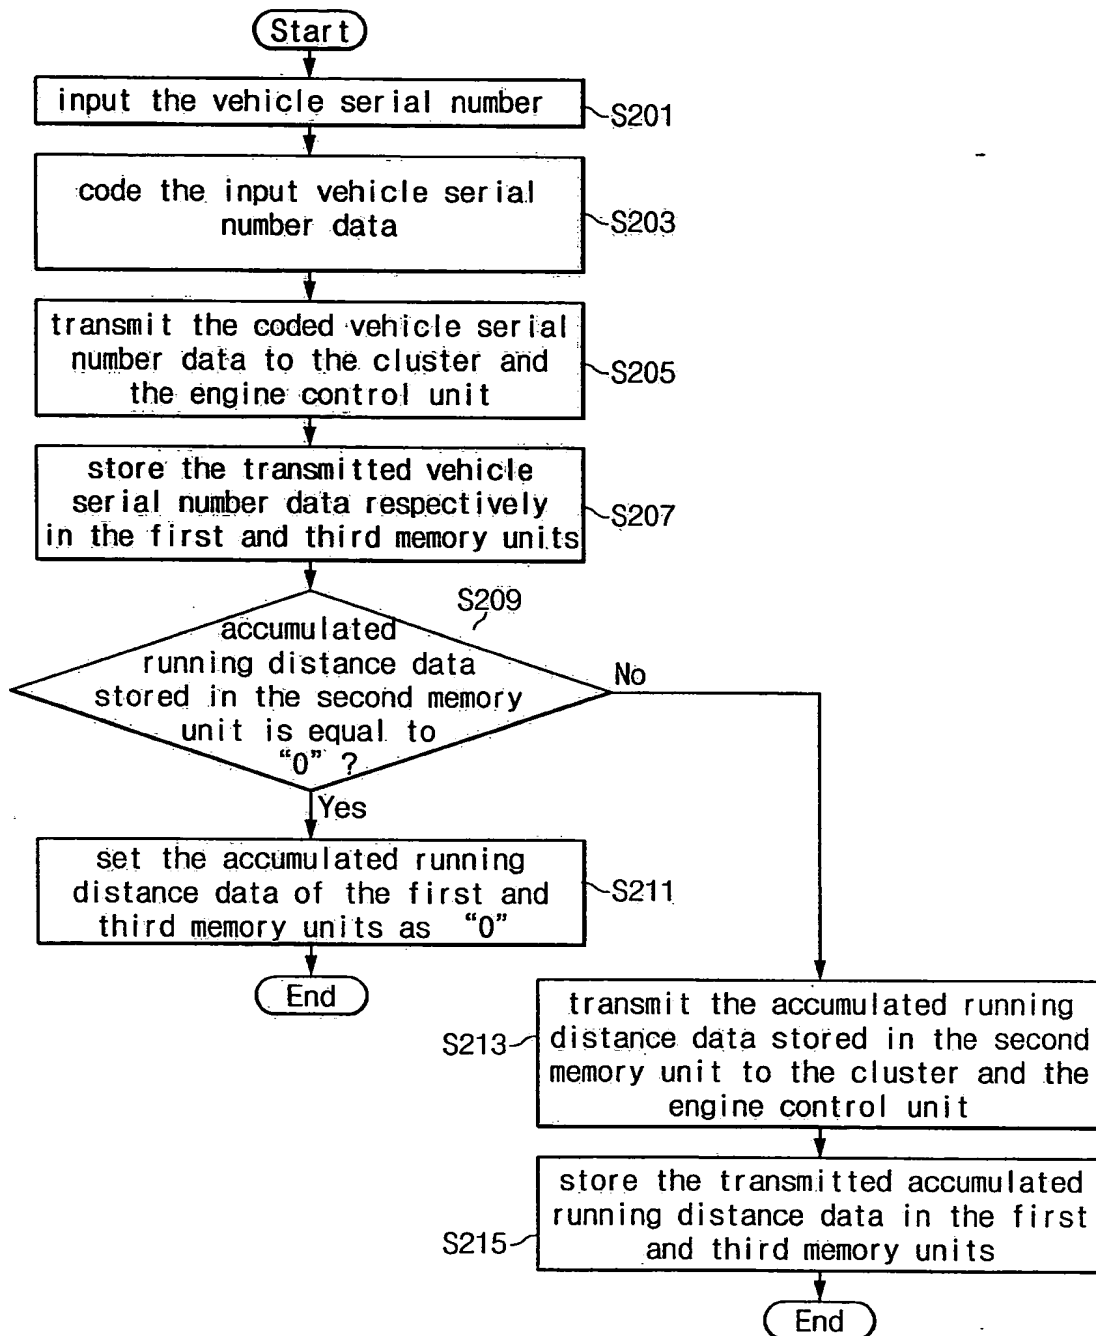 Start
input the vehicle serial number
S201
code the input vehicle serial
number data
S203
transmit the coded vehicle serial
number data to the cluster and
the engine control unit
S205
store the transmitted vehicle
serial number data respectively
in the first and third memory units
S207
S209
accumulated
running distance data
stored in the second memory
unit is equal to
“0” ?
No
Yes
set the accumulated running
distance data of the first and
third memory units as “0”
S211
End
transmit the accumulated running
distance data stored in the second
memory unit to the cluster and the
engine control unit
S213
store the transmitted accumulated
running distance data in the first
and third memory units
S215
End